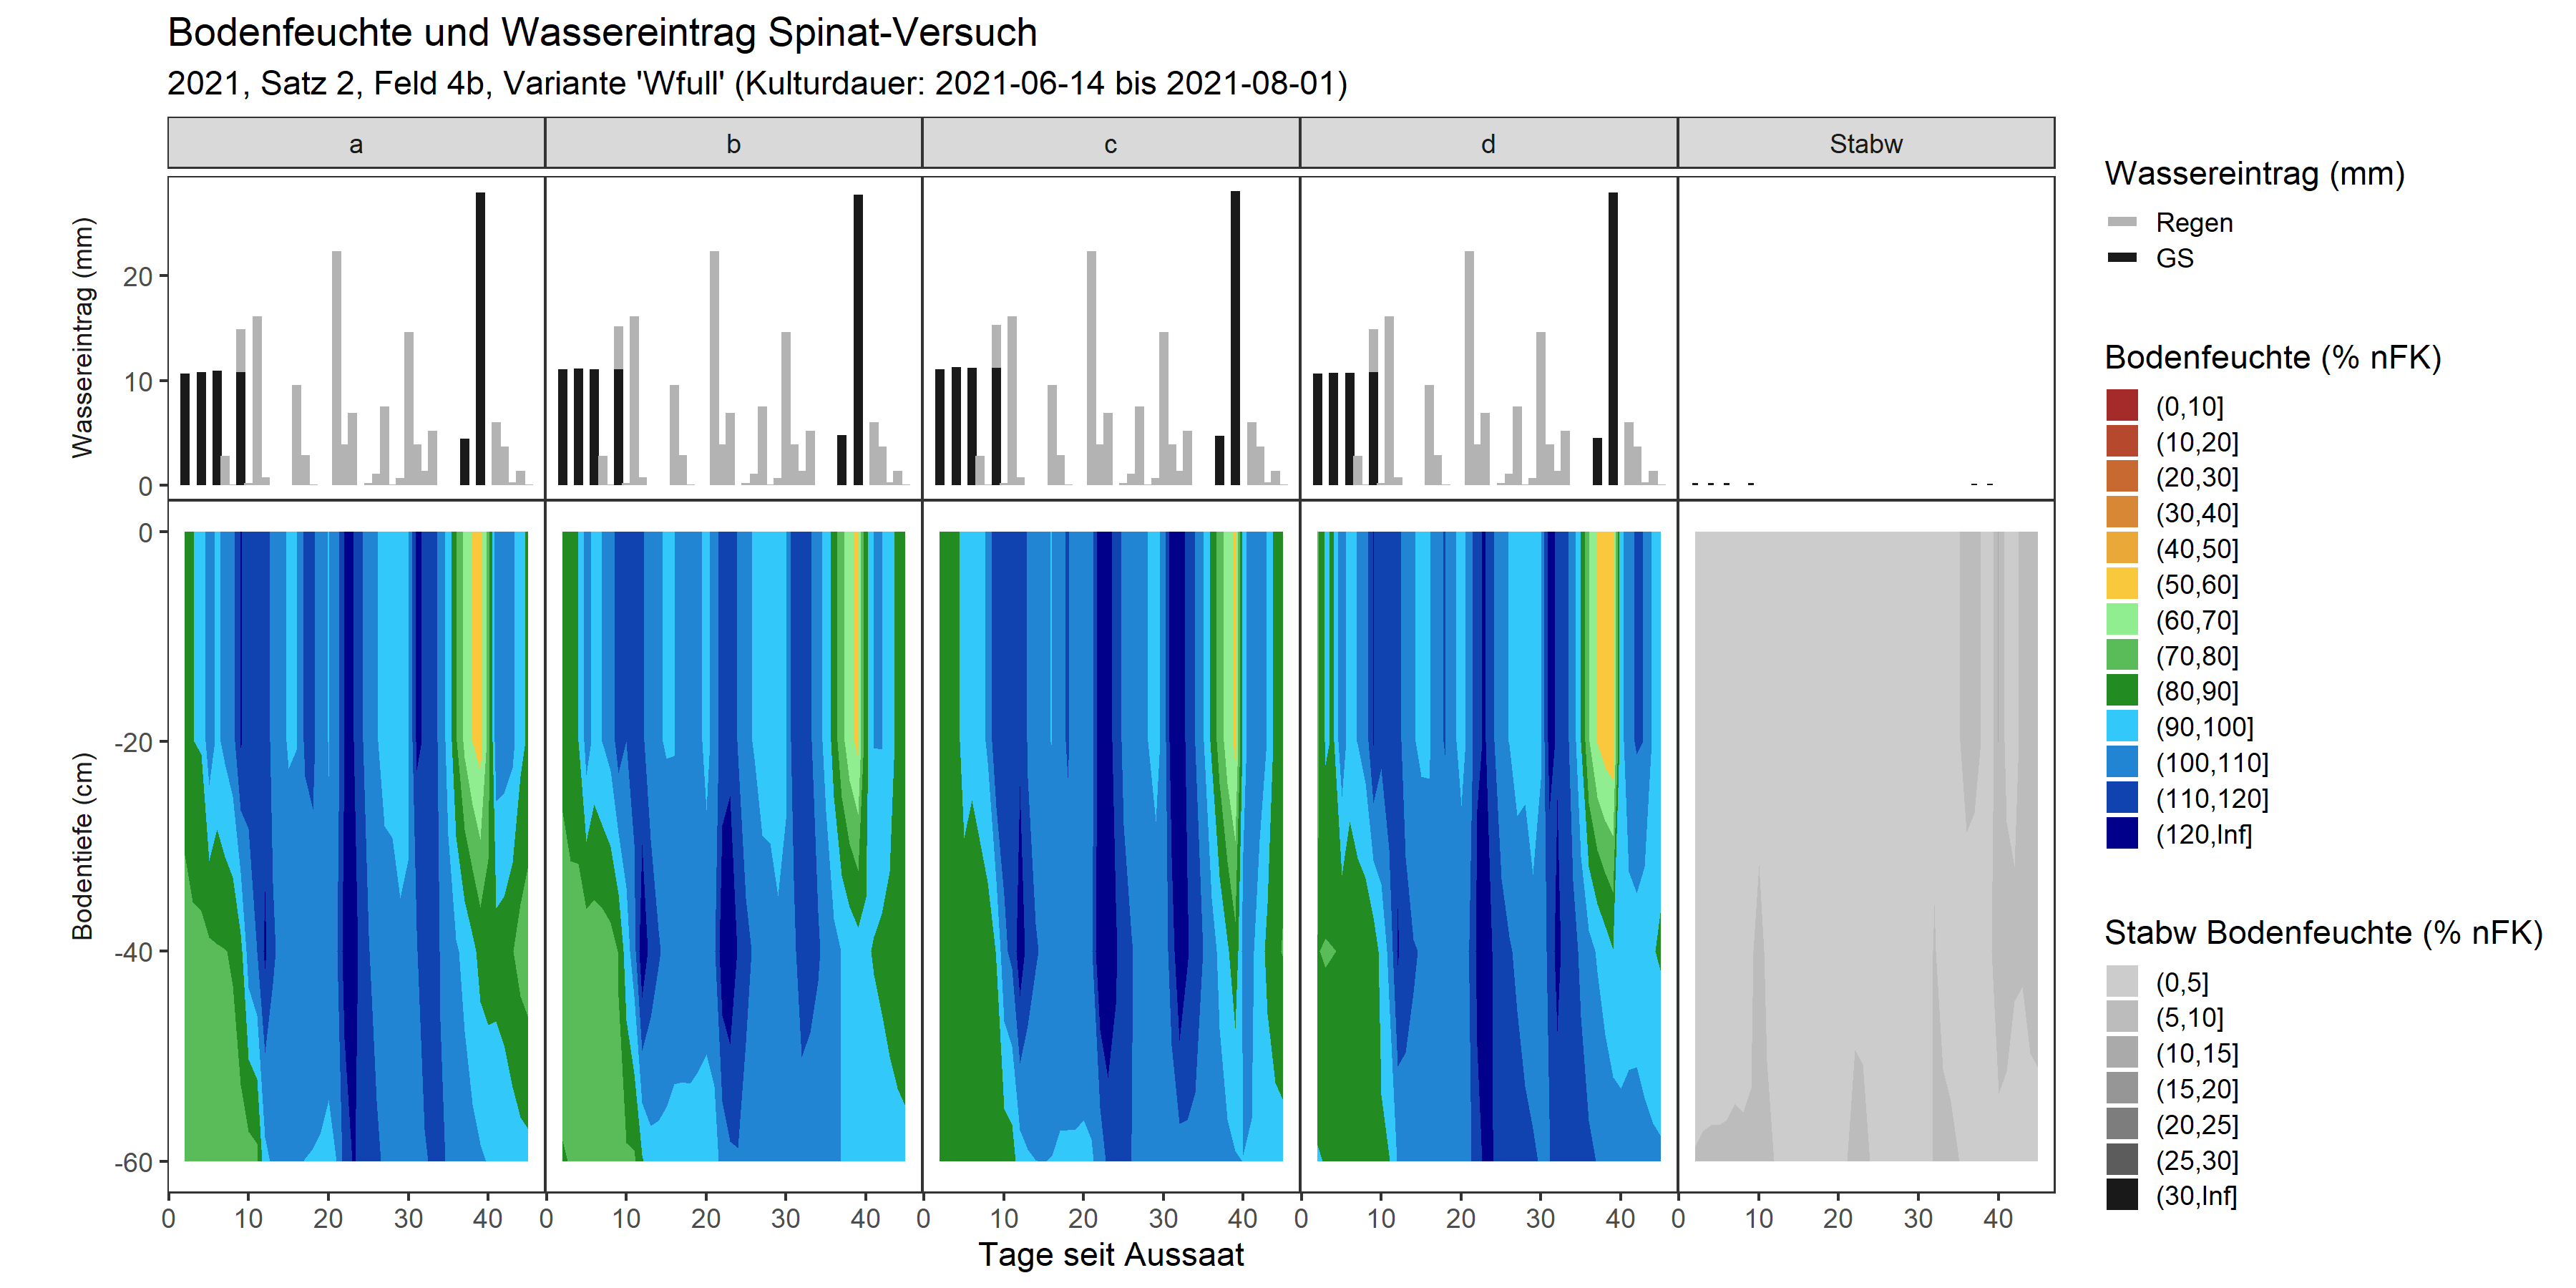 Bodenfeuchte und Wassereintrag Spinat-Versuch
2021, Satz 2, Feld 4b, Variante 'Wfull' (Kulturdauer: 2021-06-14 bis 2021-08-01)
a b c d Stabw
Wassereintrag (mm)
20
10
0
Bodentiefe (cm)
0
-20
-40
-60
0 10 20 30 40 0 10 20 30 40 0 10 20 30 40 0 10 20 30 40 0 10 20 30 40
Tage seit Aussaat
Wassereintrag (mm)
Regen
GS
Bodenfeuchte (% nFK)
(0,10]
(10,20]
(20,30]
(30,40]
(40,50]
(50,60]
(60,70]
(70,80]
(80,90]
(90,100]
(100,110]
(110,120]
(120,Inf]
Stabw Bodenfeuchte (% nFK)
(0,5]
(5,10]
(10,15]
(15,20]
(20,25]
(25,30]
(30,Inf]